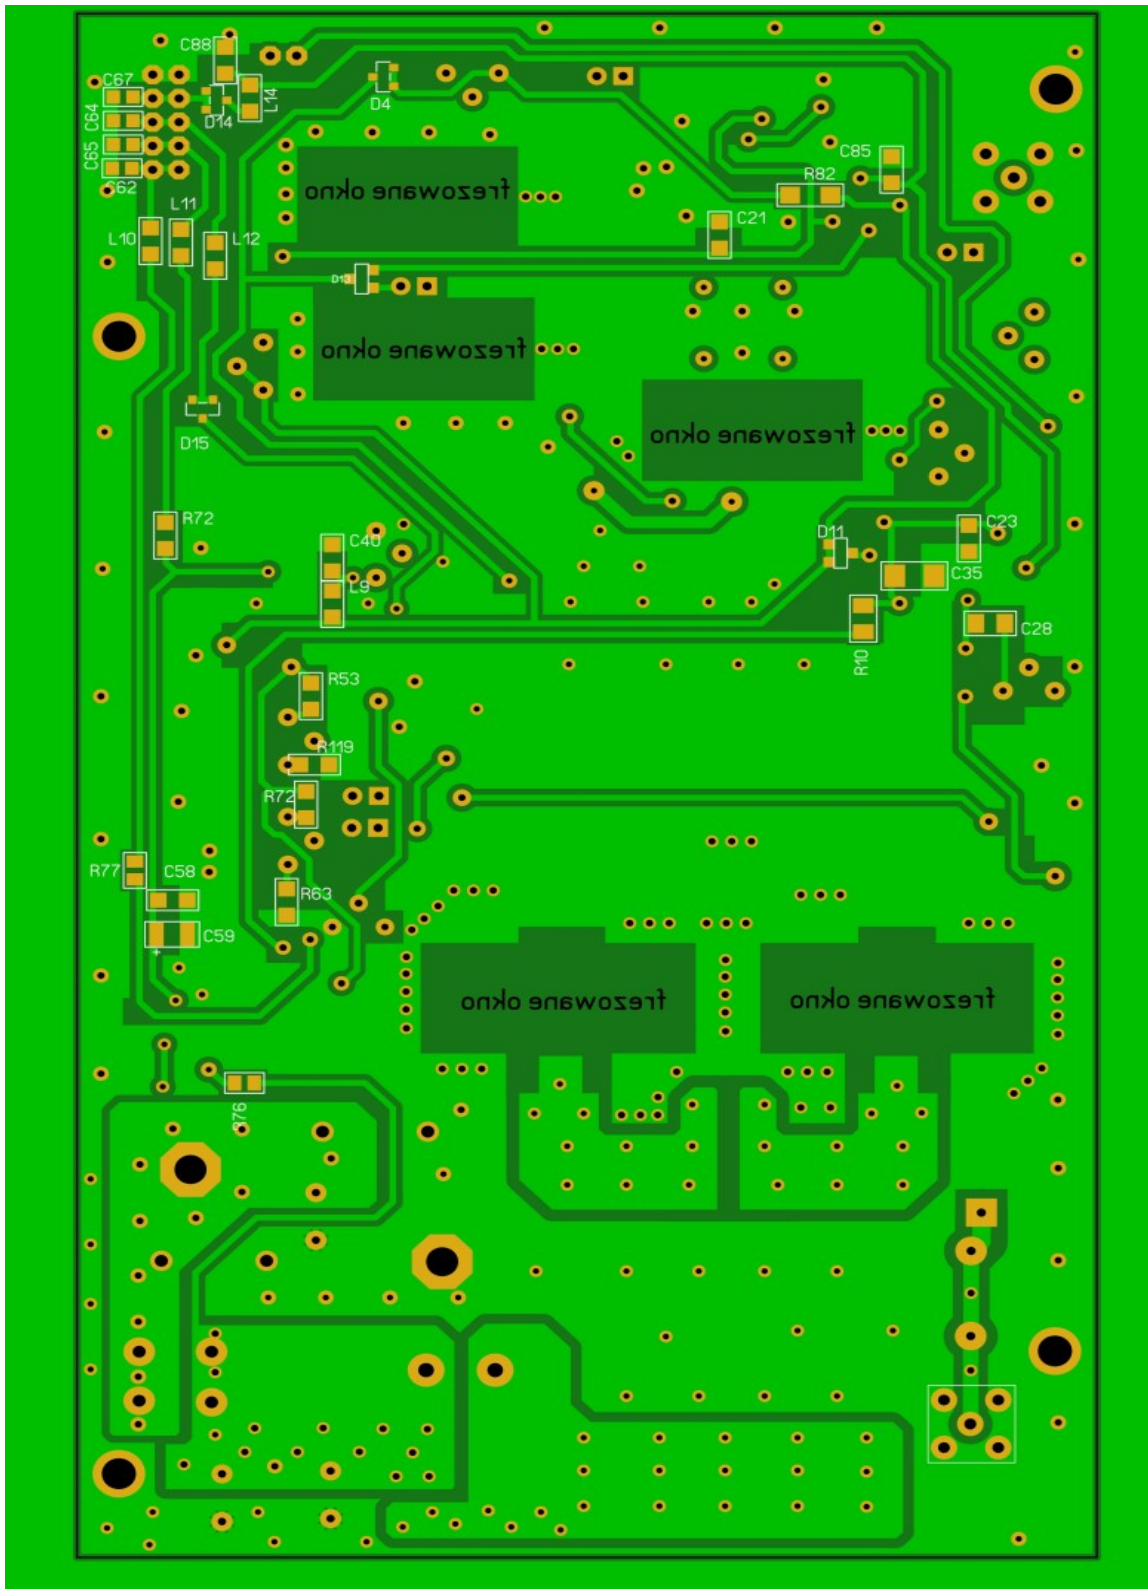 C88
C67
L14
D14
D4
C64
C65
C62
C85
frezowane okno
R82
L11
L10
L12
C21
D13
frezowane okno
D15
frezowane okno
R72
C40
D11
C23
L9
C35
R10
C28
R53
R119
R72
R77
C58
R63
C59
+
frezowane okno
frezowane okno
R76